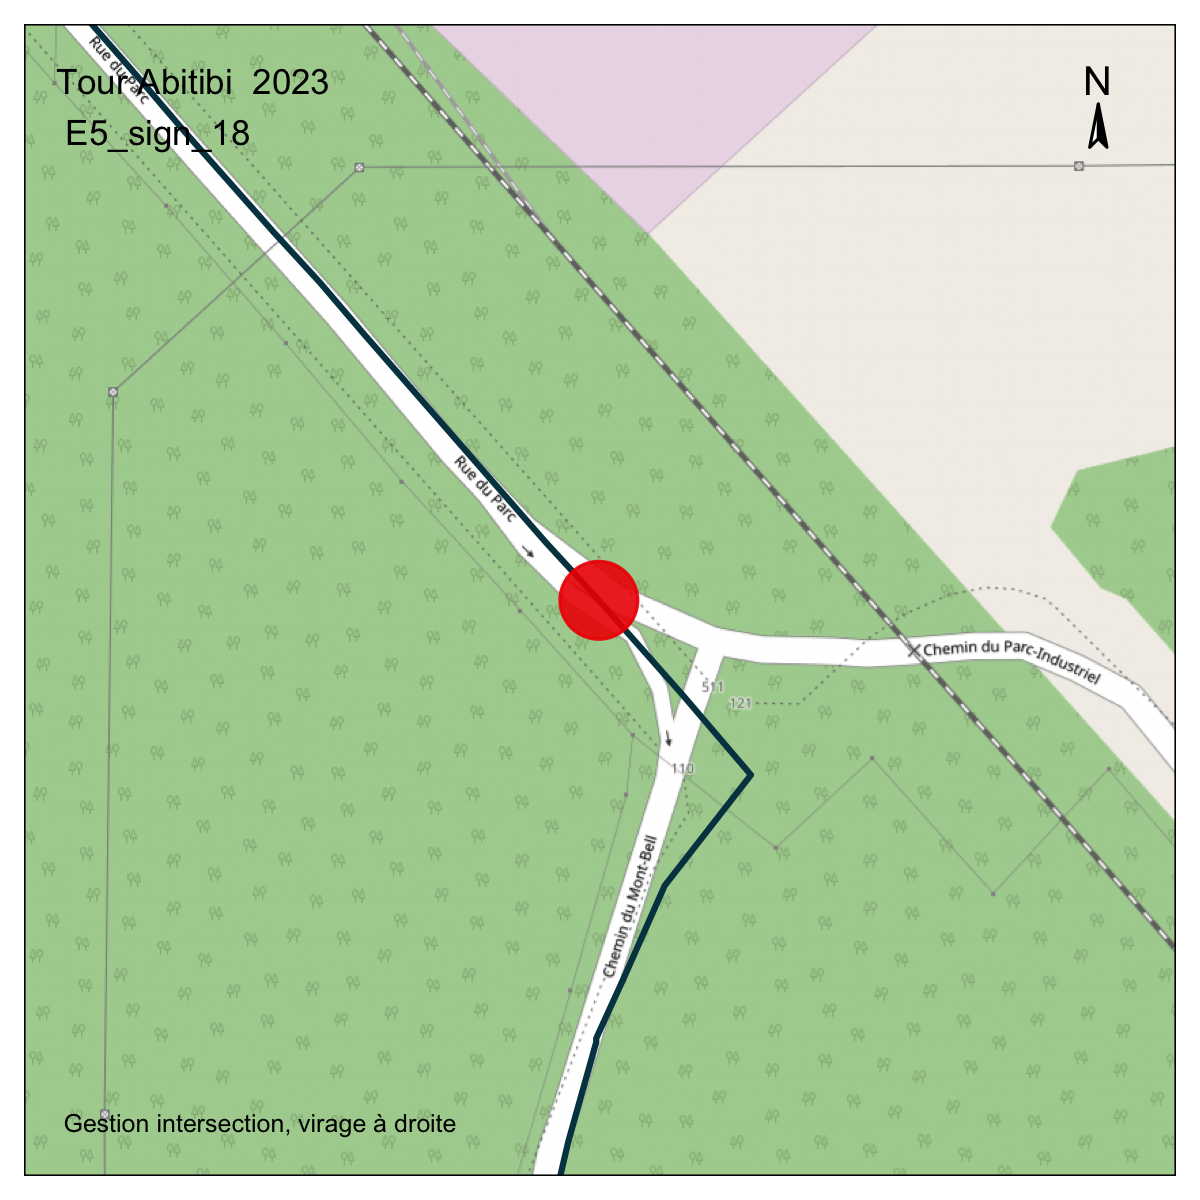 Rue du Parc
Tour Abitibi 2023
N
E5_sign_18
Rue du Parc
Chemin du Parc-Industriel
511
121
110
Chemin du Mont-Bell
Gestion intersection, virage à droite